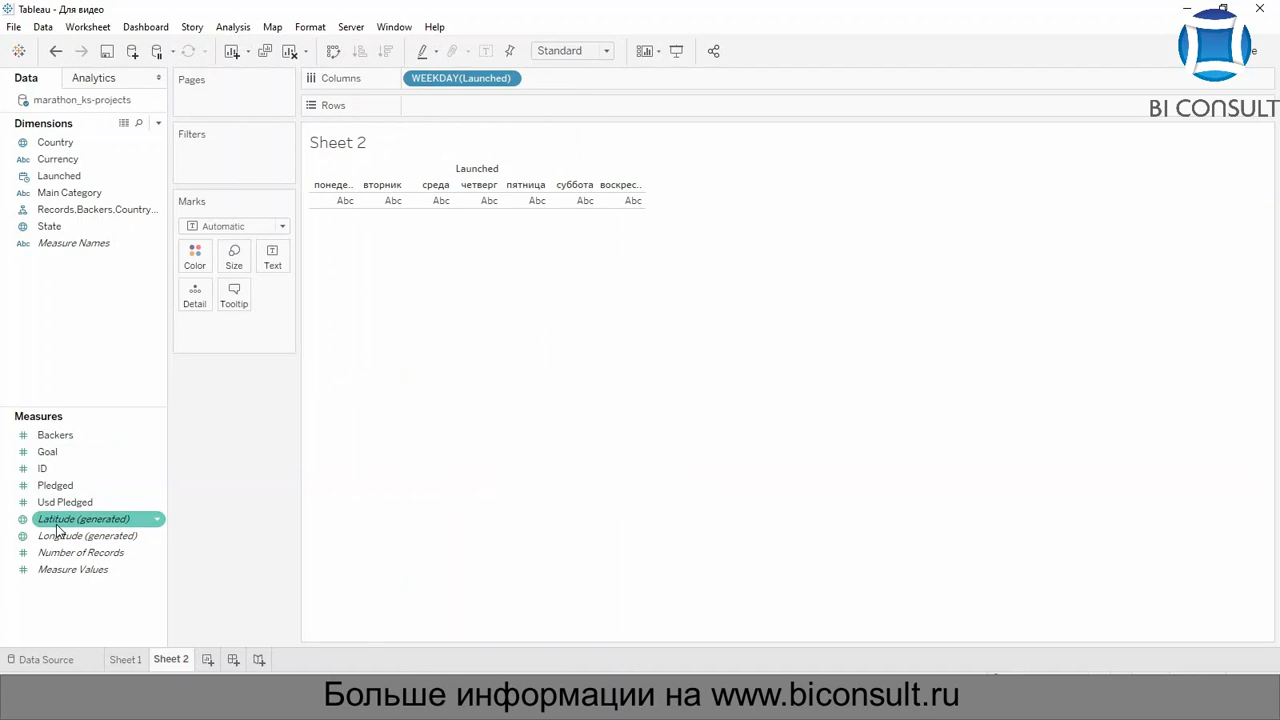 Tableau - Для видео
File Data Worksheet Dashboard Story Analysis Map Format Server Window Help
Standard
Data Analytics
marathon_ks-projects
Dimensions
Country
Abc Currency
Launched
Abc Main Category
Records,Backers,Country...
State
Abc Measure Names
Measures
Backers
Goal
ID
Pledged
Usd Pledged
Latitude (generated)
Longitude (generated)
Number of Records
Measure Values
Pages
Filters
Marks
Automatic
Color Size Text
Detail Tooltip
Columns WEEKDAY(Launched)
Rows
BI CONSULT
Sheet 2
Launched
понеде.. вторник среда четверг пятница суббота воскрес..
Abc Abc Abc Abc Abc Abc Abc
Data Source Sheet 1 Sheet 2
Больше информации на www.biconsult.ru